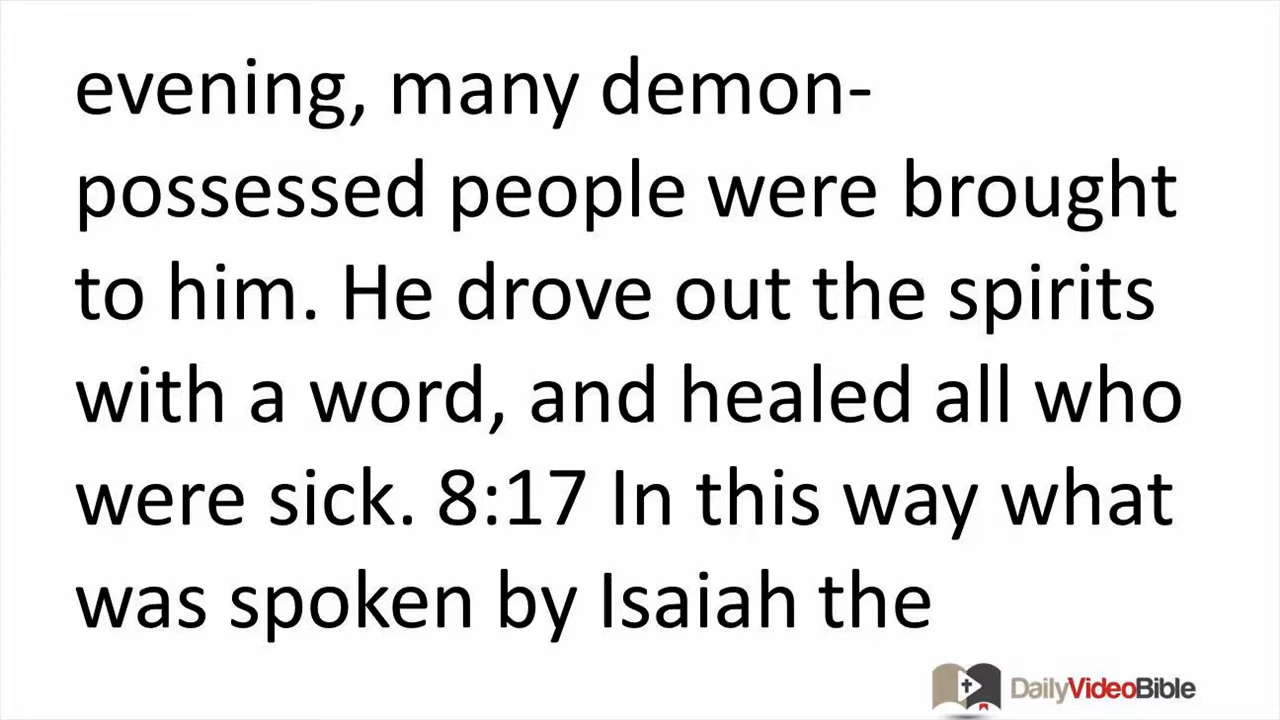 evening, many demon-
possessed people were brought
to him. He drove out the spirits
with a word, and healed all who
were sick. 8:17 In this way what
was spoken by Isaiah the
DailyVideoBible